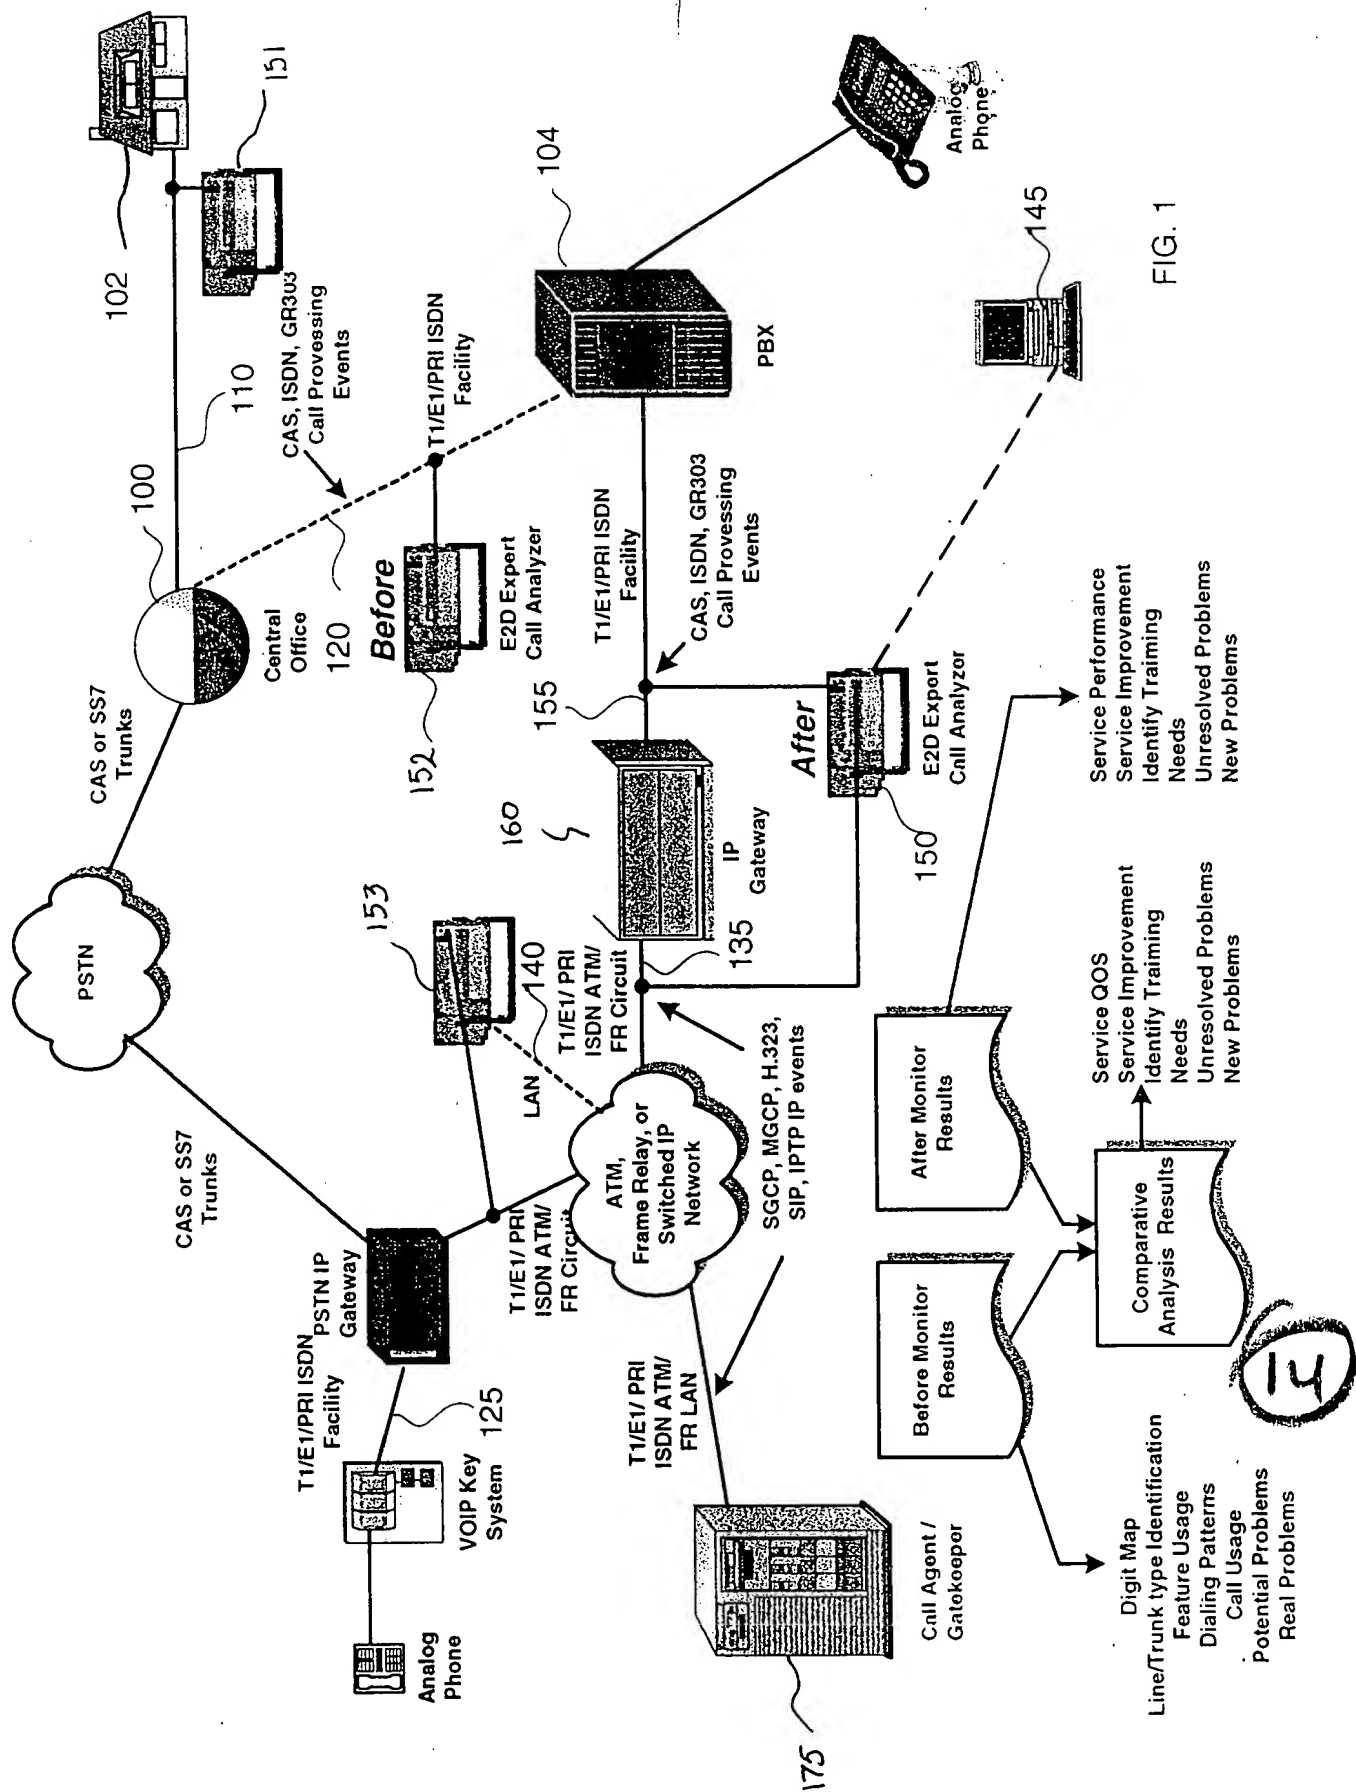 PSTN
CAS or SS7
Trunks
CAS or SS7
Trunks
100
110
102
151
Central
Office
CAS, ISDN, GR303
Call Provessing
Events
120
T1/E1/PRI ISDN
Facility
Before
152
E2D Expert
Call Analyzer
104
PBX
Analog
Phone
T1/E1/PRI ISDN
Facility
PSTN IP
Gateway
125
VOIP Key
System
Analog
Phone
153
140
LAN
T1/E1/ PRI
ISDN ATM/
FR Circuit
T1/E1/ PRI
ISDN ATM/
FR Circuit
135
160
IP
Gateway
155
T1/E1/PRI ISDN
Facility
CAS, ISDN, GR303
Call Provessing
Events
ATM,
Frame Relay, or
Switched IP
Network
SGCP, MGCP, H.323,
SIP, IPTP IP events
T1/E1/ PRI
ISDN ATM/
FR LAN
Call Agent /
Gatekeeper
175
After
150
E2D Expert
Call Analyzer
145
Before Monitor
Results
After Monitor
Results
Comparative
Analysis Results
Digit Map
Line/Trunk type Identification
Feature Usage
Dialing Patterns
Call Usage
Potential Problems
Real Problems
Service QOS
Service Improvement
Identify Traiming
Needs
Unresolved Problems
New Problems
Service Performance
Service Improvement
Identify Traiming
Needs
Unresolved Problems
New Problems
FIG. 1
14